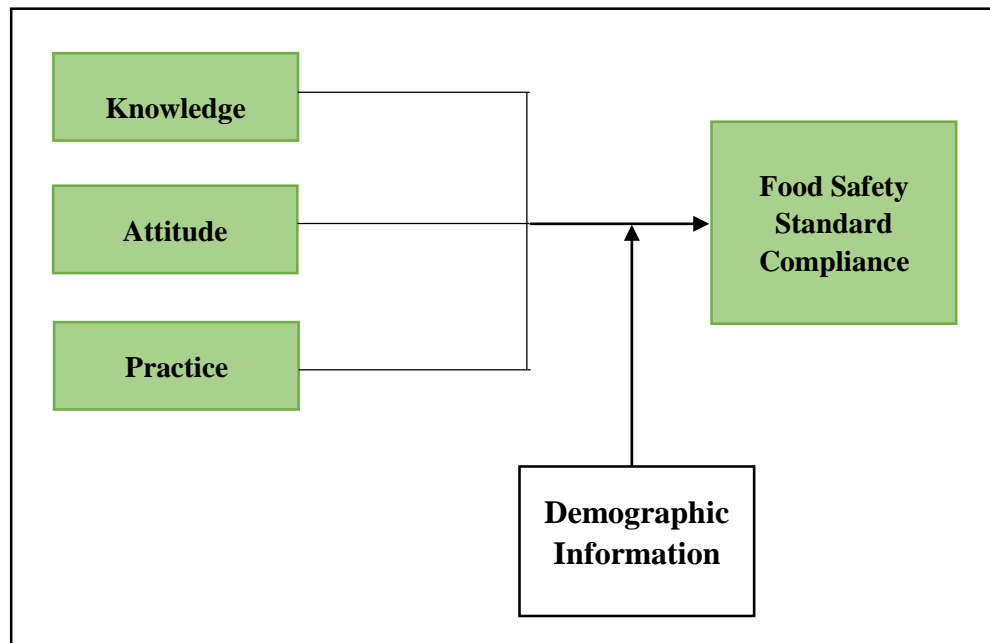 Knowledge
Attitude
Practice
Food Safety
Standard
Compliance
Demographic
Information